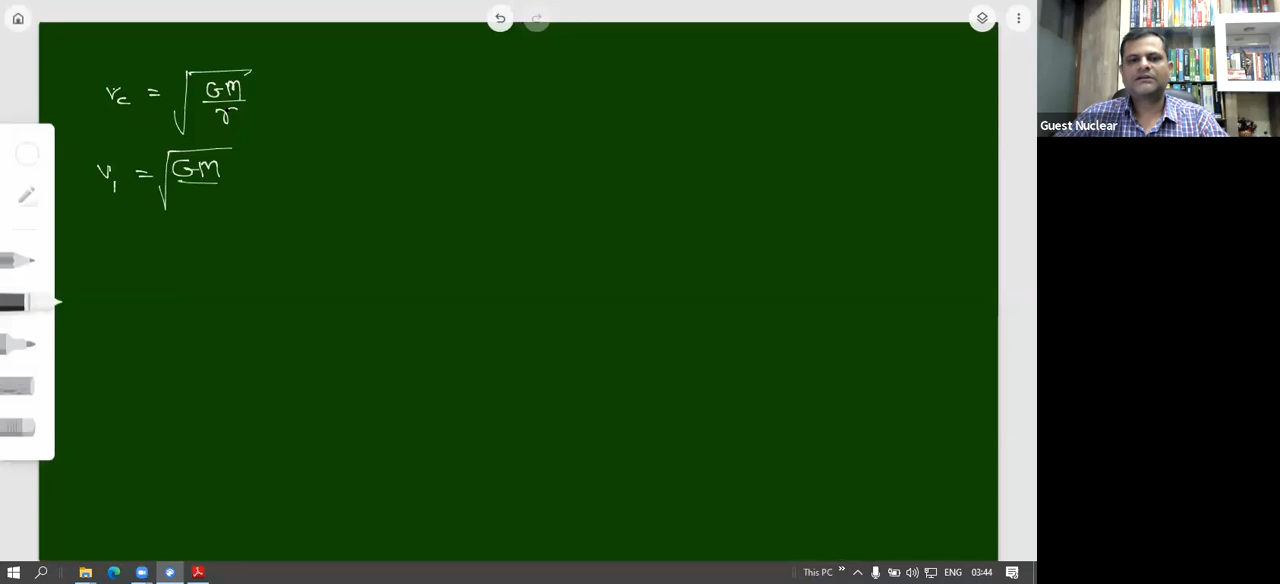 v_c = √(GM/r)
v_1 = √(GM/
Guest Nuclear
This PC
ENG
03:44